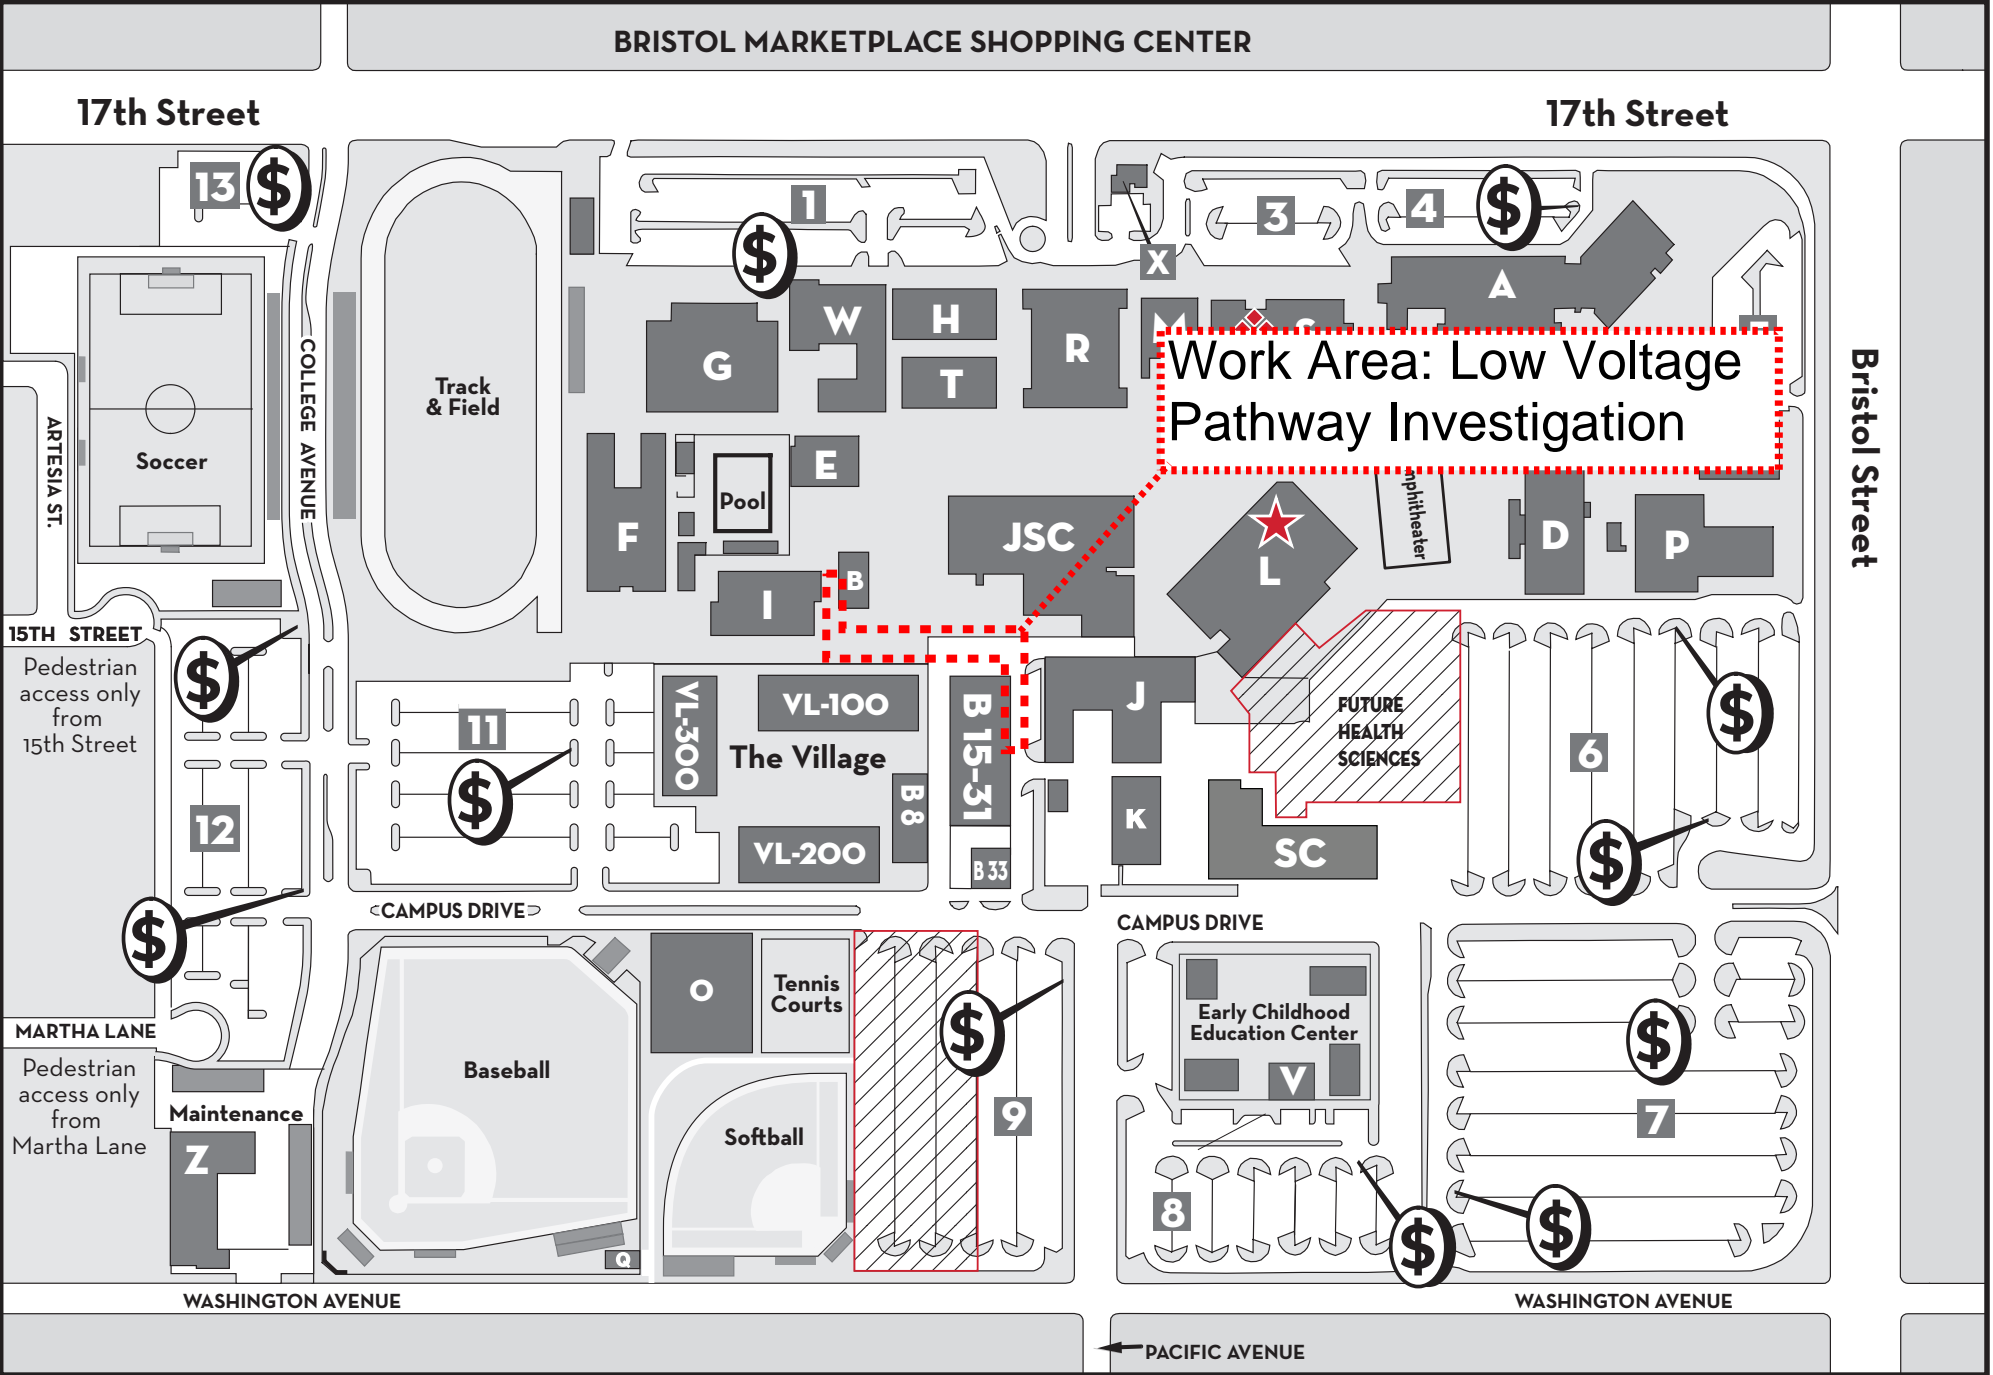 BRISTOL MARKETPLACE SHOPPING CENTER
17th Street
17th Street
13
$
1
$
3
4
$
X
A
W
H
G
T
R
Work Area: Low Voltage
Pathway Investigation
COLLEGE AVENUE
ARTESIA ST.
Bristol Street
Track
& Field
Soccer
E
Pool
F
JSC
L
D
P
B
I
15TH STREET
Pedestrian
access only
from
15th Street
$
VL-300
VL-100
The Village
B 15-31
J
FUTURE
HEALTH
SCIENCES
$
6
11
$
12
B 8
VL-200
B 33
K
SC
$
CAMPUS DRIVE
CAMPUS DRIVE
$
O
Tennis
Courts
$
Early Childhood
Education Center
V
$
MARTHA LANE
Pedestrian
access only
from
Martha Lane
Baseball
Maintenance
Z
Softball
9
7
8
$
$
Q
WASHINGTON AVENUE
WASHINGTON AVENUE
PACIFIC AVENUE